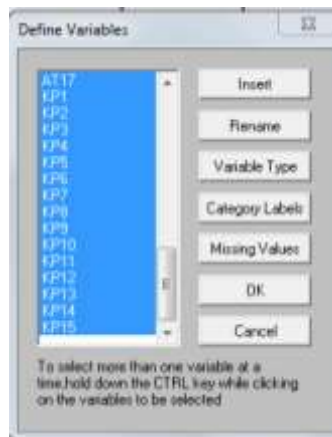 Define Variables
AT17
KP1
KP2
KP3
KP4
KP5
KP6
KP7
KP8
KP9
KP10
KP11
KP12
KP13
KP14
KP15
Insert
Rename
Variable Type
Category Labels
Missing Values
OK
Cancel
To select more than one variable at a
time,hold down the CTRL key while clicking
on the variables to be selected